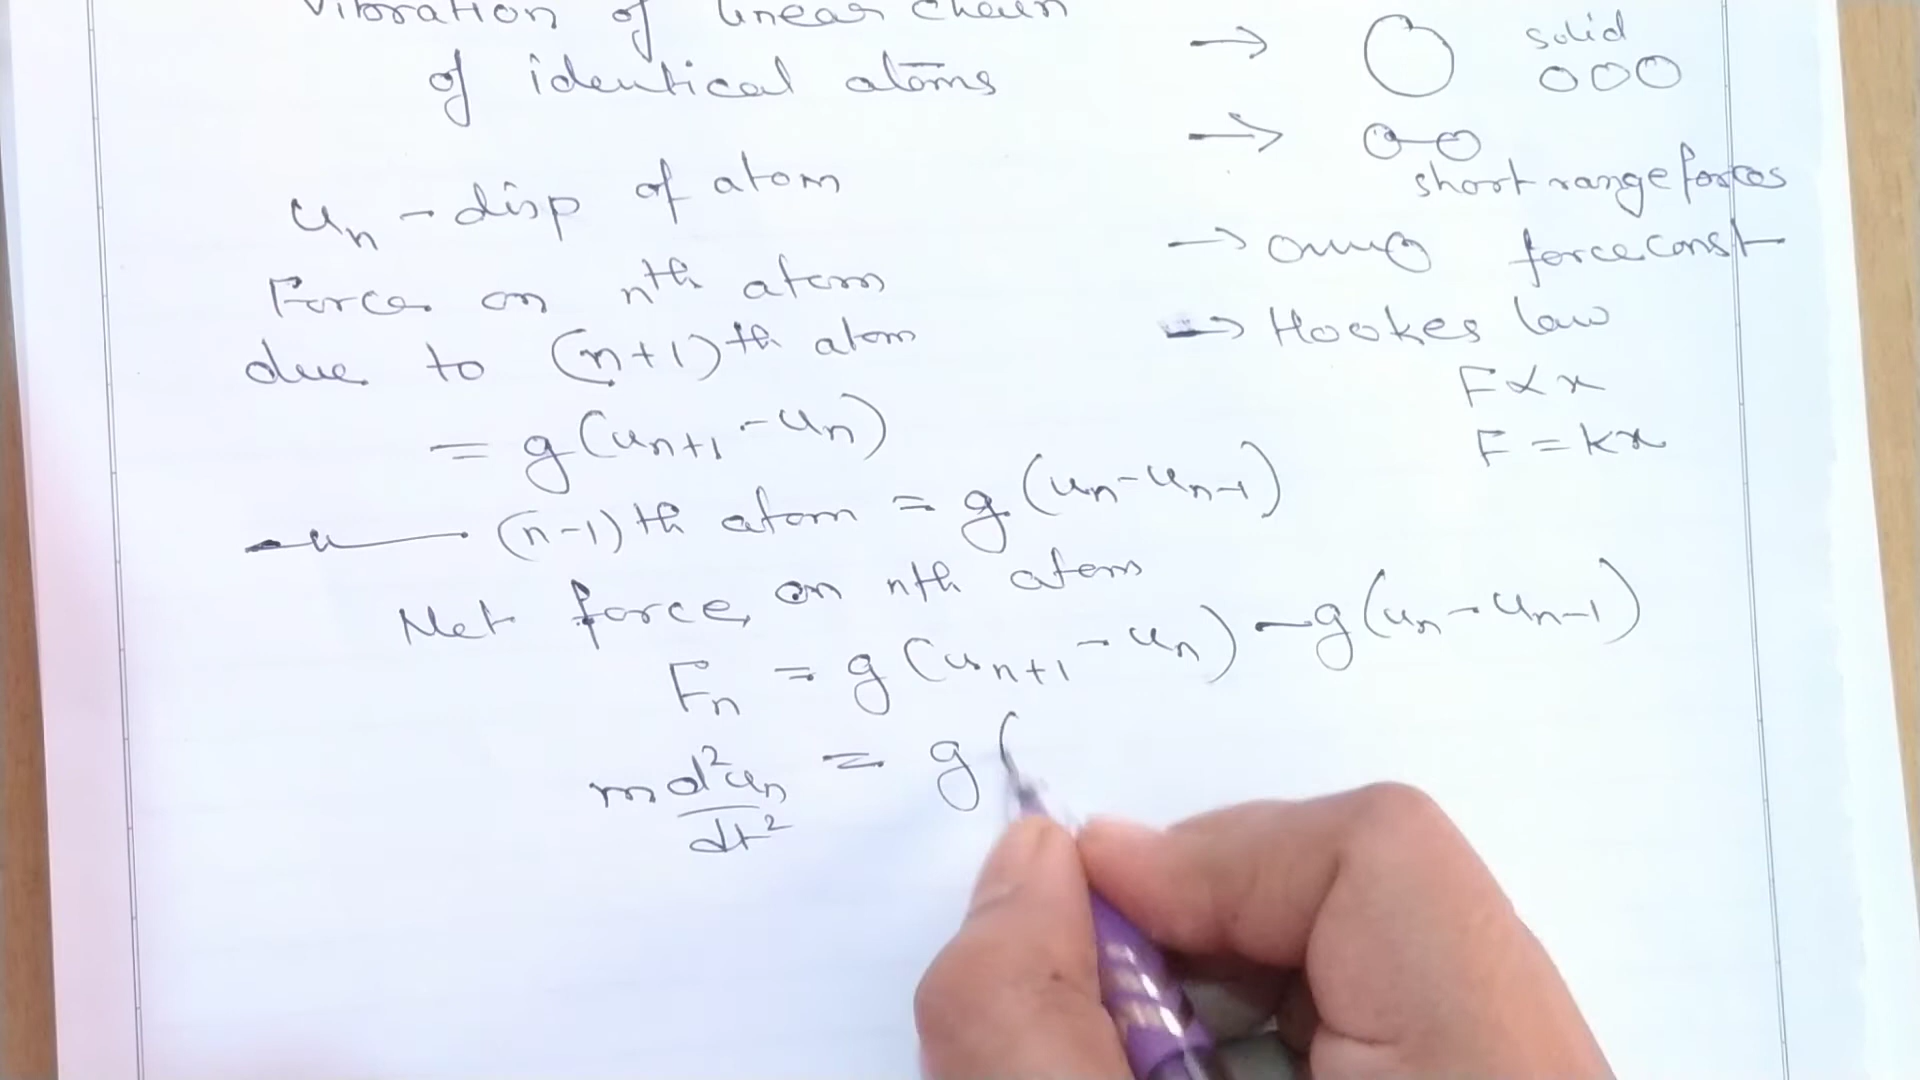 Vibration of linear chain
of identical atoms
uₙ - disp of atom
Force on nᵗʰ atom
due to (n+1)ᵗʰ atom
= g(uₙ₊₁ - uₙ)
—〃— (n-1)th atom = g(uₙ - uₙ₋₁)
Net force on nth atom
Fₙ = g(uₙ₊₁ - uₙ) - g(uₙ - uₙ₋₁)
m d²uₙ/dt² = g(
→ solid
→ short range forces
→ force const
→ Hookes law
F ∝ x
F = kx